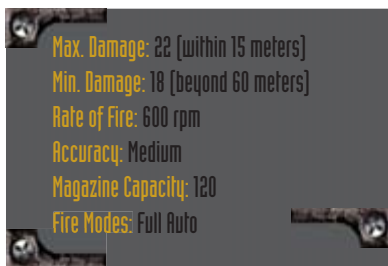 Max. Damage: 22 (within 15 meters)
Min. Damage: 18 (beyond 60 meters)
Rate of Fire: 600 rpm
Accuracy: Medium
Magazine Capacity: 120
Fire Modes: Full Auto